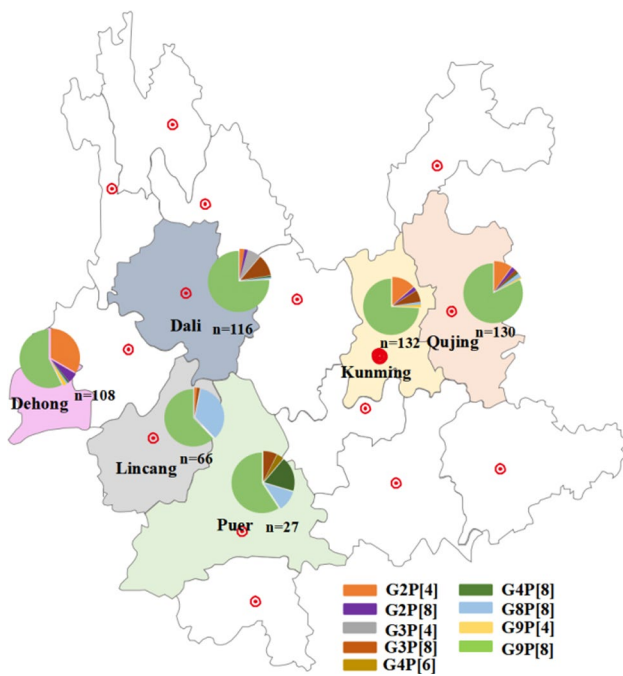 Dali
n=116
n=132
Kunming
n=130
Qujing
Dehong
n=108
Lincang
n=66
Puer
n=27
G2P[4]
G2P[8]
G3P[4]
G3P[8]
G4P[6]
G4P[8]
G8P[8]
G9P[4]
G9P[8]